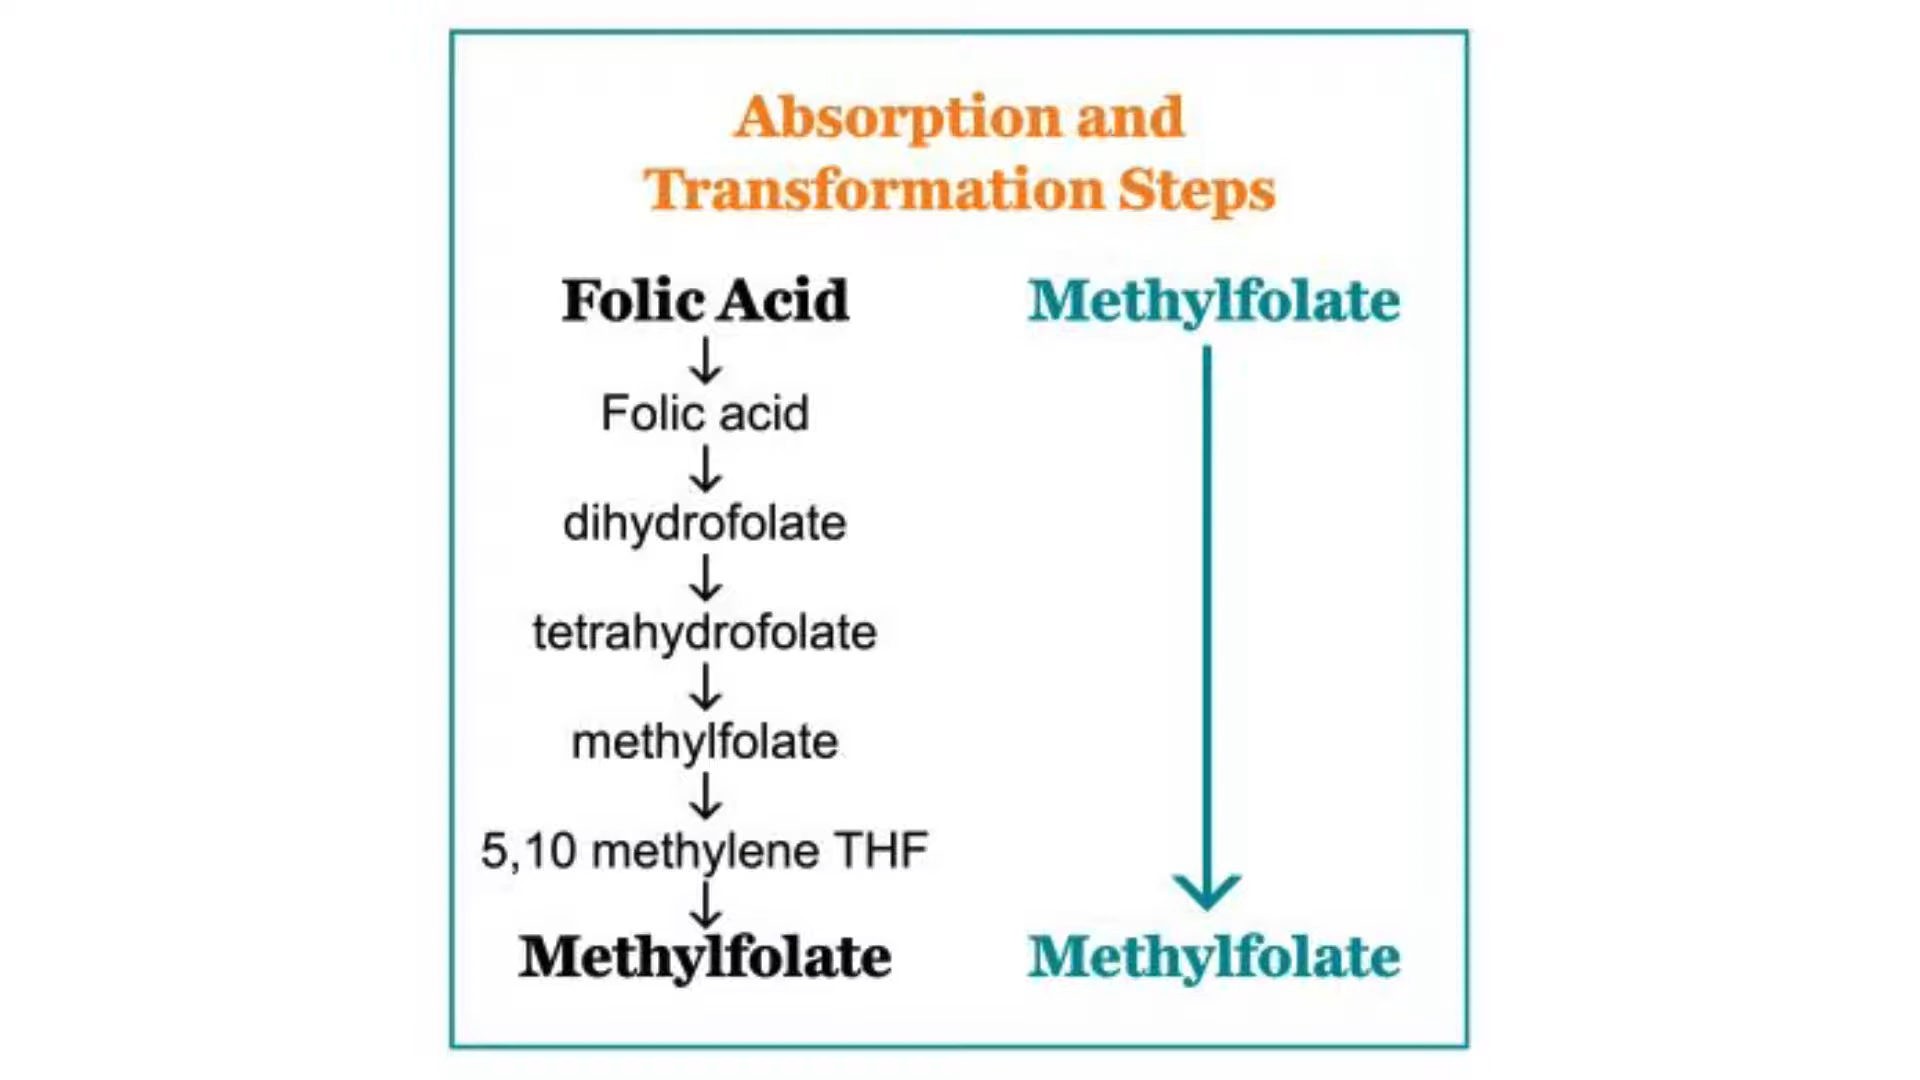 Absorption and
Transformation Steps
Folic Acid
Folic acid
dihydrofolate
tetrahydrofolate
methylfolate
5,10 methylene THF
Methylfolate
Methylfolate
Methylfolate